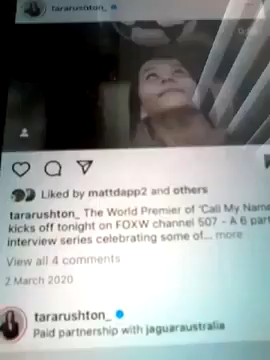 tararushton_
Liked by mattdapp2 and others
tararushton_ The World Premier of 'Call My Name
kicks off tonight on FOXW channel 507 - A 6 part
interview series celebrating some of... more
View all 4 comments
2 March 2020
tararushton_
Paid partnership with jaguaraustralia